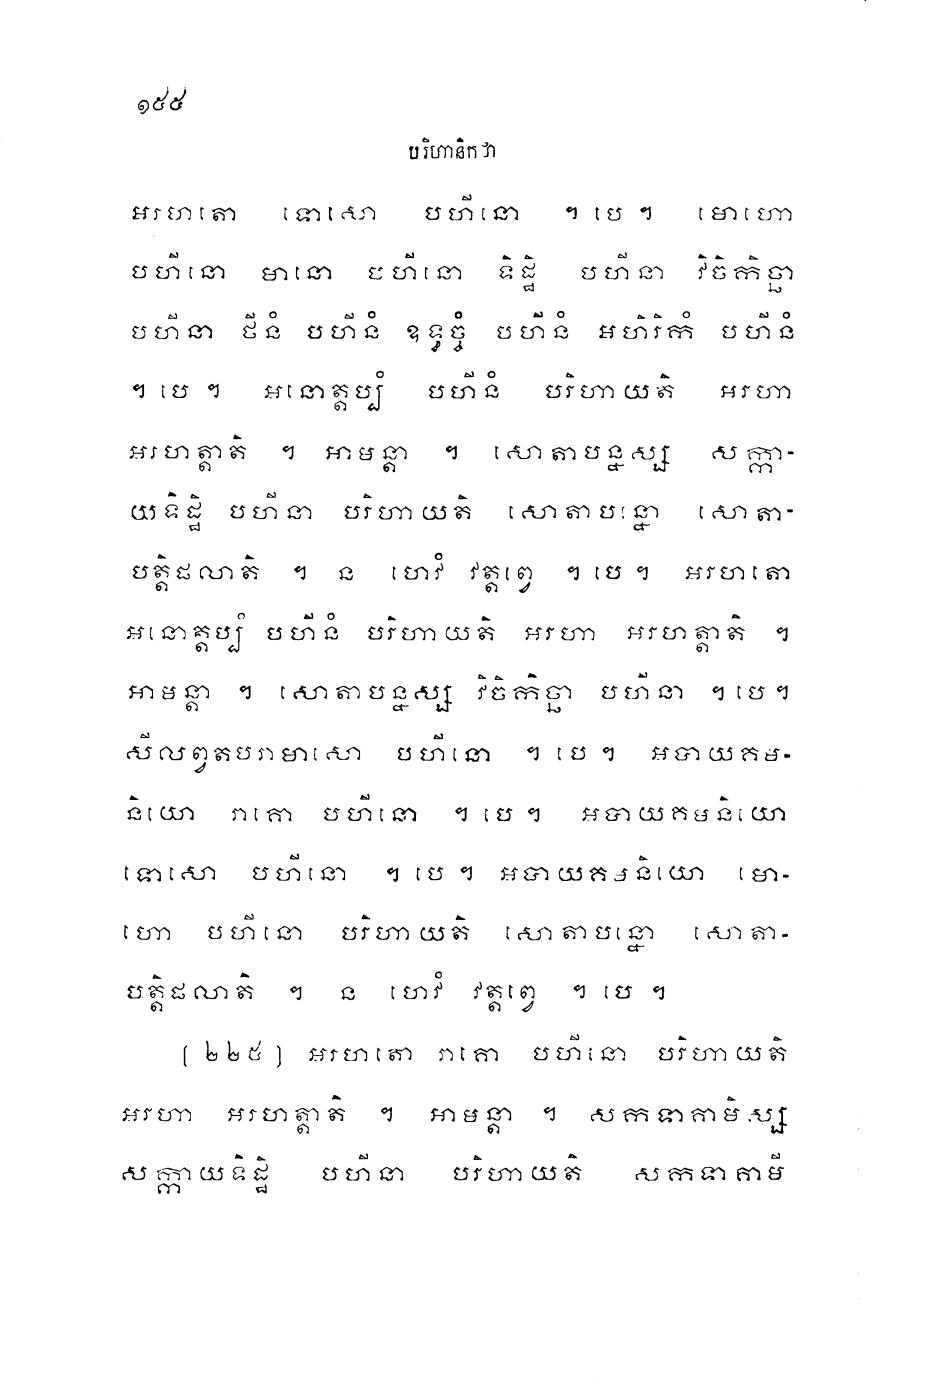 ១៥៥
បរិហានិកថា
អរហតោ ទោសោ បហីនោ ។ បេ ។ មោហោ
បហីនោ មានោ បហីនោ ទិដ្ឋិ បហីនា វិចិកិច្ឆា
បហីនា ថីនំ បហីនំ ឧទ្ធច្ចំ បហីនំ អហិរិកំ បហីនំ
។ បេ ។ អនោត្តប្បំ បហីនំ បរិហាយតិ អរហា
អរហត្តាតិ ។ អាមន្តា ។ សោតាបន្នស្ស សក្កា-
យទិដ្ឋិ បហីនា បរិហាយតិ សោតាបន្នោ សោតា-
បត្តិផលាតិ ។ ន ហេវំ វត្តព្វេ ។ បេ ។ អរហតោ
អនោត្តប្បំ បហីនំ បរិហាយតិ អរហា អរហត្តាតិ ។
អាមន្តា ។ សោតាបន្នស្ស វិចិកិច្ឆា បហីនា ។ បេ ។
សីលព្វតបរាមាសោ បហីនោ ។ បេ ។ អបាយគម-
និយោ រាគោ បហីនោ ។ បេ ។ អបាយគមនិយោ
ទោសោ បហីនោ ។ បេ ។ អបាយគមនិយោ មោ-
ហោ បហីនោ បរិហាយតិ សោតាបន្នោ សោតា-
បត្តិផលាតិ ។ ន ហេវំ វត្តព្វេ ។ បេ ។
[ ២២៥ ] អរហតោ រាគោ បហីនោ បរិហាយតិ
អរហា អរហត្តាតិ ។ អាមន្តា ។ សកទាគាមិស្ស
សក្កាយទិដ្ឋិ បហីនា បរិហាយតិ សកទាគាមី